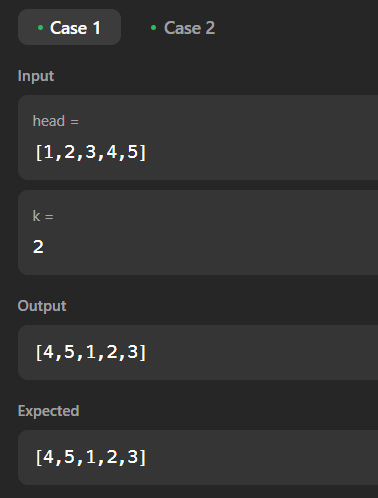 Case 1 Case 2
Input
head =
[1,2,3,4,5]
k =
2
Output
[4,5,1,2,3]
Expected
[4,5,1,2,3]